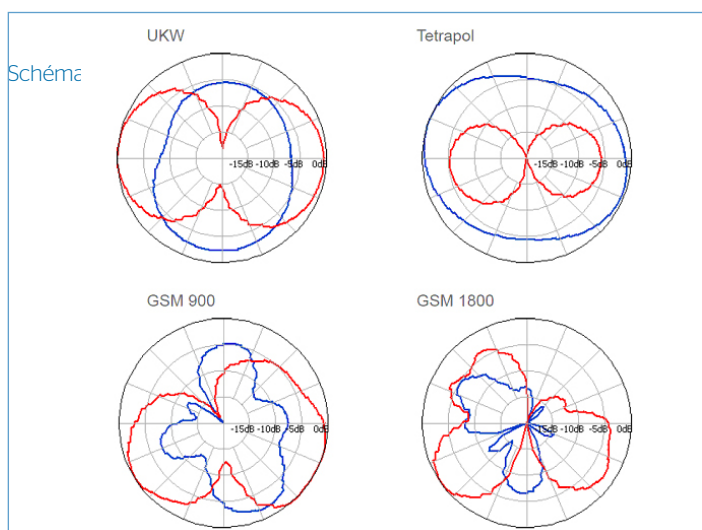 UKW
Tetrapol
Schéma
-15dB -10dB -5dB 0dB
-15dB -10dB -5dB 0dB
GSM 900
GSM 1800
-15dB -10dB -5dB 0dB
-15dB -10dB -5dB 0dB